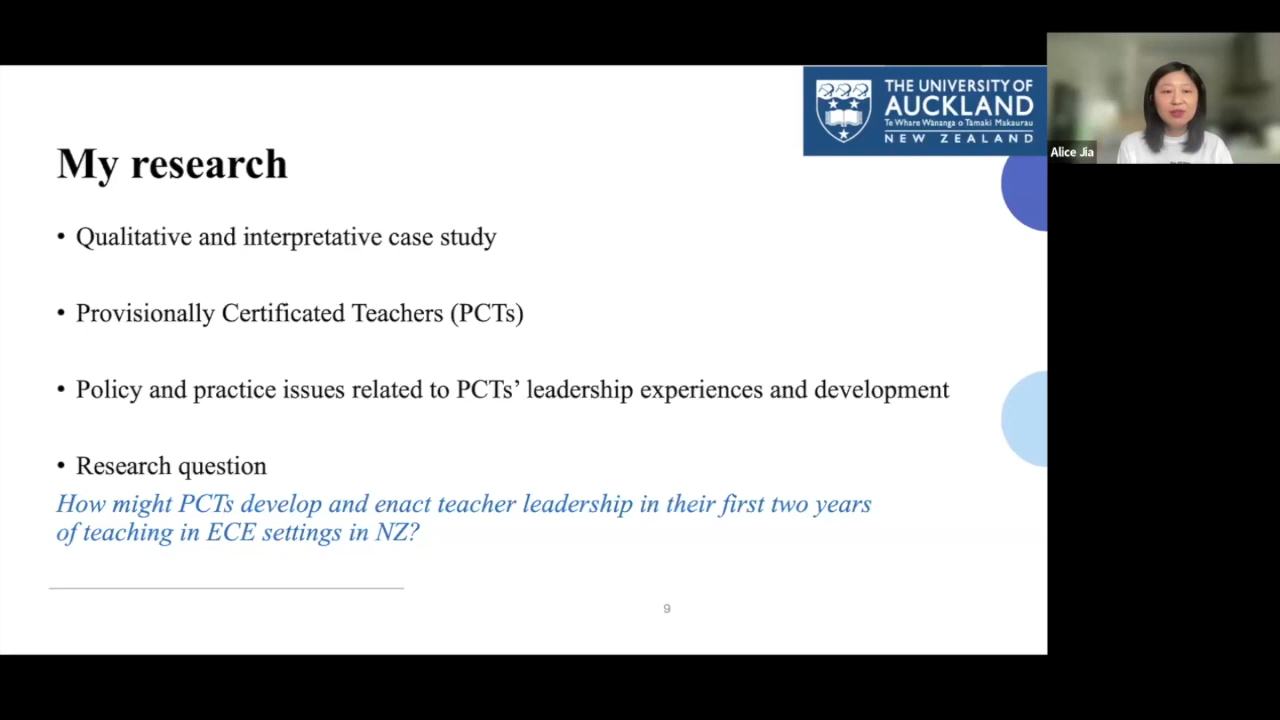 THE UNIVERSITY OF
AUCKLAND
Te Whare Wānanga o Tāmaki Makaurau
NEW ZEALAND
Alice Jia
My research
• Qualitative and interpretative case study
• Provisionally Certificated Teachers (PCTs)
• Policy and practice issues related to PCTs’ leadership experiences and development
• Research question
How might PCTs develop and enact teacher leadership in their first two years
of teaching in ECE settings in NZ?
9